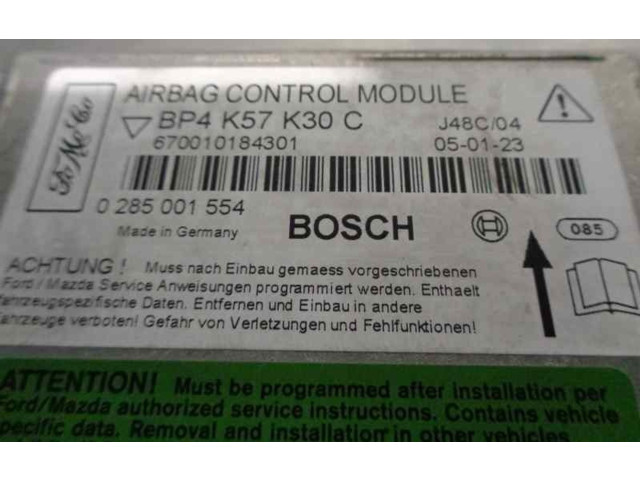 FoMoCo
AIRBAG CONTROL MODULE
BP4 K57 K30 C
J48C/04
670010184301
05-01-23
0 285 001 554
Made in Germany
BOSCH
085
ACHTUNG ! Muss nach Einbau gemaess vorgeschriebenen
Ford / Mazda Service Anweisungen programmiert werden. Enthaelt
fahrzeugspezifische Daten. Entfernen und Einbau in andere
Fahrzeuge verboten! Gefahr von Verletzungen und Fehlfunktionen!
ATTENTION! Must be programmed after installation per
Ford/Mazda authorized service instructions. Contains vehicle
specific data. Removal and installation in other vehicles